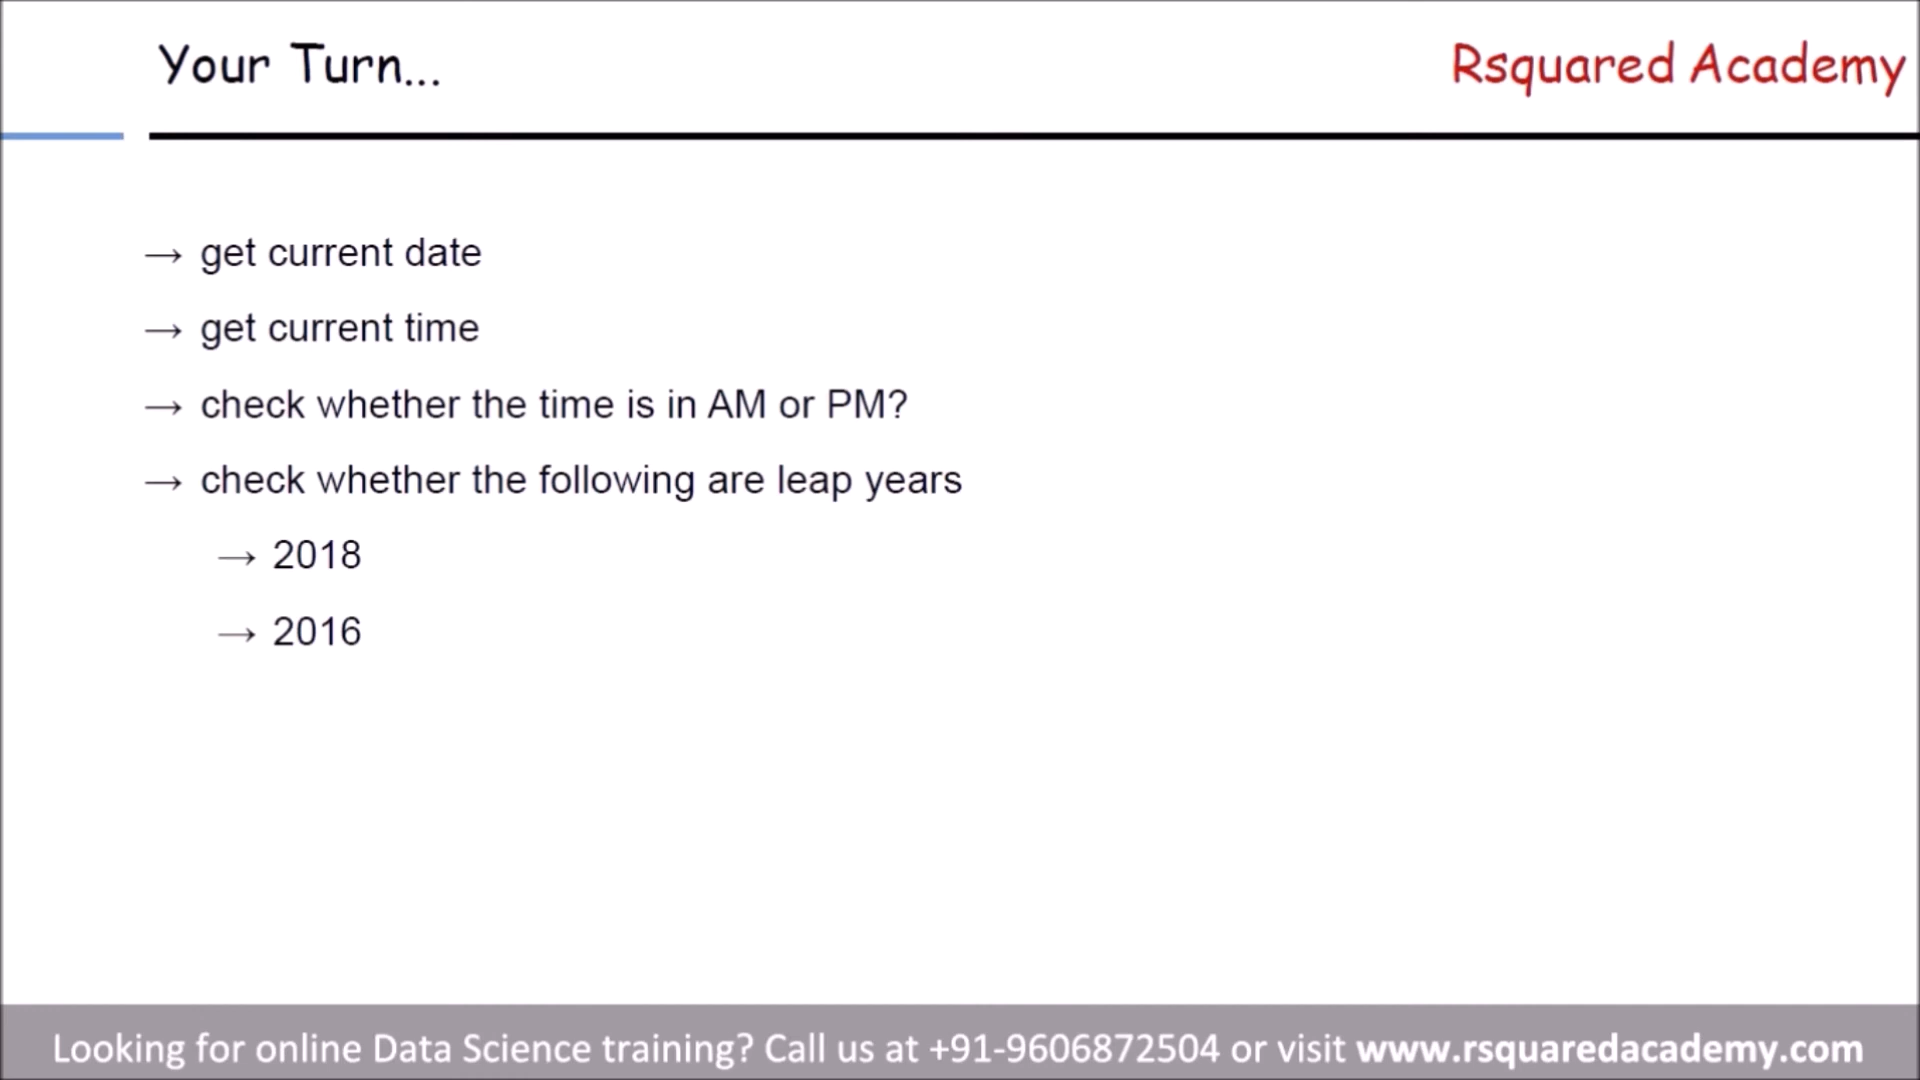 Your Turn...
Rsquared Academy
→ get current date
→ get current time
→ check whether the time is in AM or PM?
→ check whether the following are leap years
→ 2018
→ 2016
Looking for online Data Science training? Call us at +91-9606872504 or visit www.rsquaredacademy.com